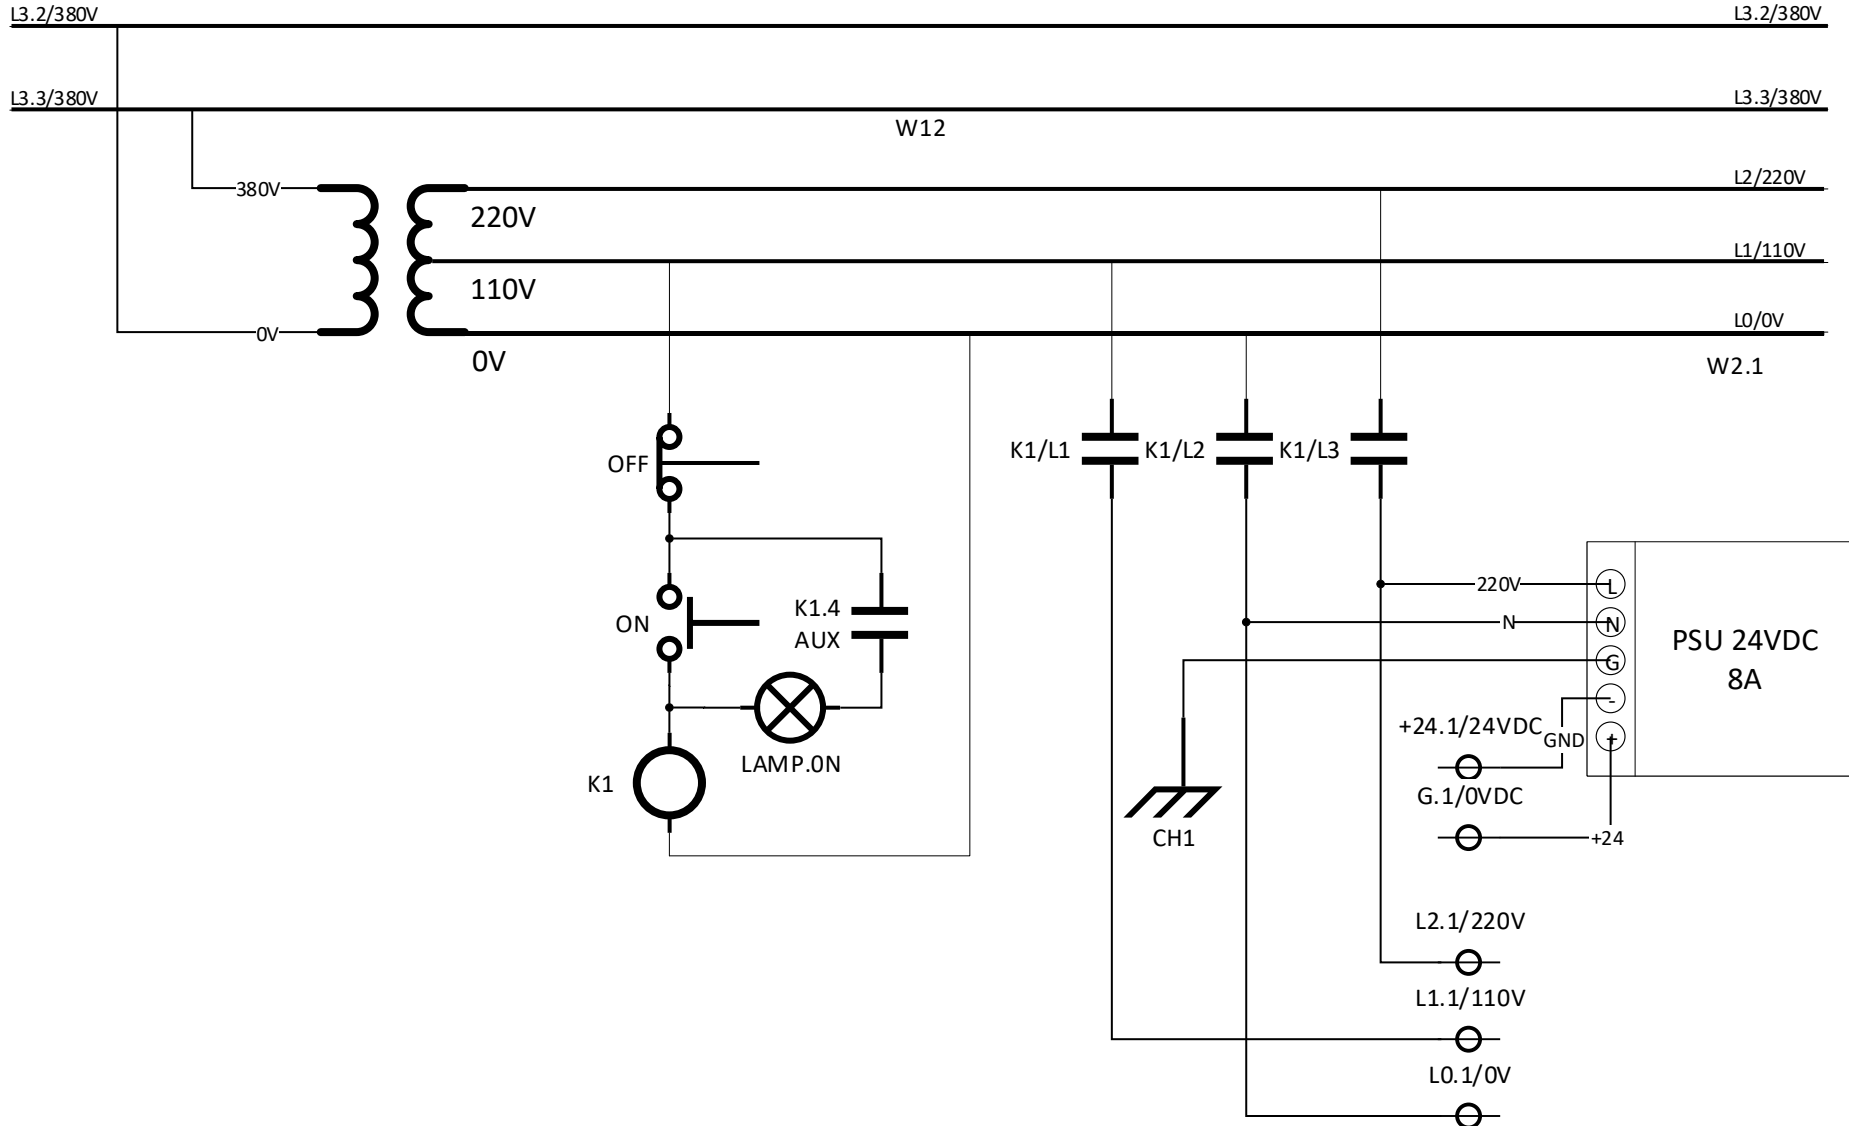 L3.2/380V
L3.2/380V
L3.3/380V
L3.3/380V
W12
380V
L2/220V
220V
L1/110V
110V
0V
L0/0V
0V
W2.1
OFF
K1/L1
K1/L2
K1/L3
ON
K1.4
AUX
LAMP.0N
K1
220V
L
N
N
G
-
+
PSU 24VDC
8A
+24.1/24VDC
GND
G.1/0VDC
+24
CH1
L2.1/220V
L1.1/110V
L0.1/0V